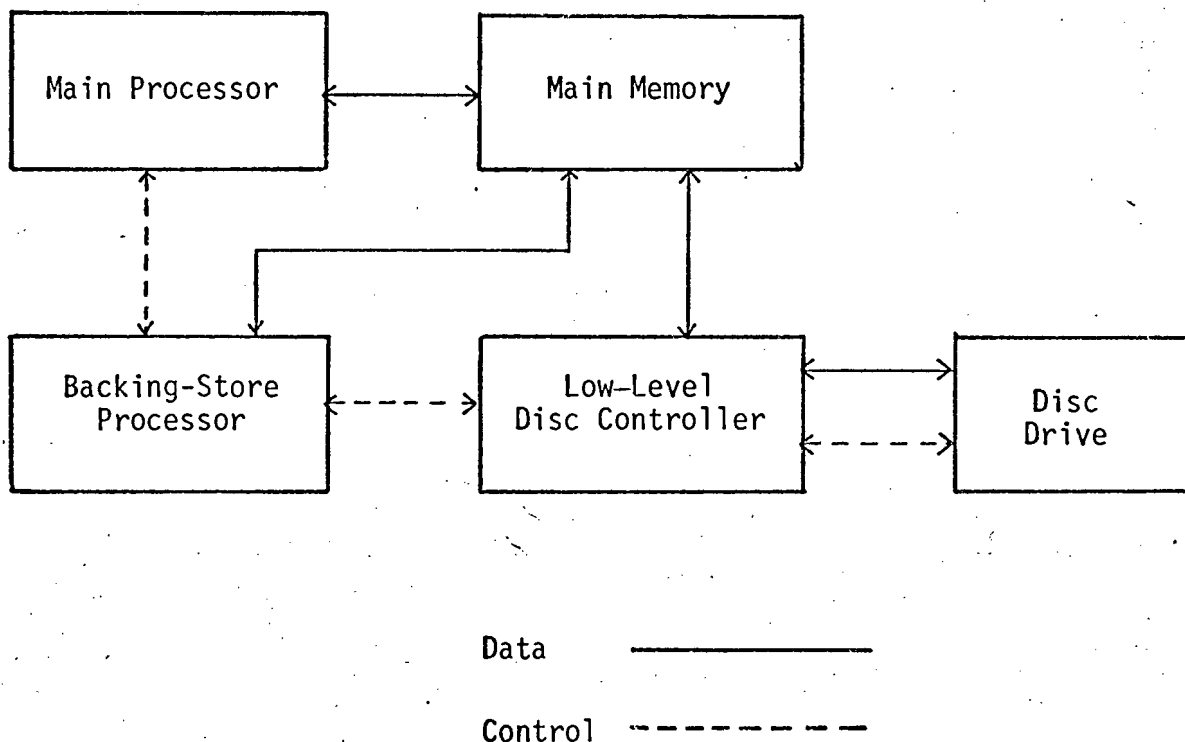 Main Processor
Main Memory
Backing-Store
Processor
Low-Level
Disc Controller
Disc
Drive
Data
Control